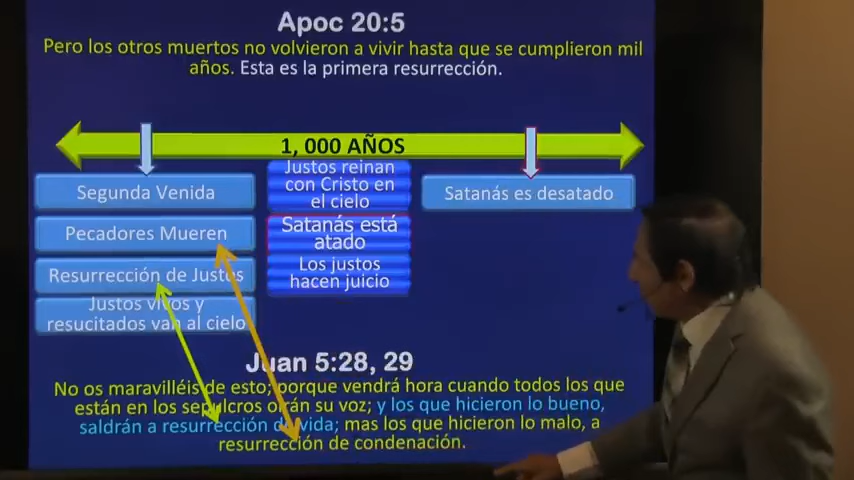 Apoc 20:5
Pero los otros muertos no volvieron a vivir hasta que se cumplieron mil
años. Esta es la primera resurrección.
1, 000 AÑOS
Segunda Venida
Pecadores Mueren
Resurrección de Justos
Justos vivos y
resucitados van al cielo
Justos reinan
con Cristo en
el cielo
Satanás está
atado
Los justos
hacen juicio
Satanás es desatado
Juan 5:28, 29
No os maravilléis de esto; porque vendrá hora cuando todos los que
están en los sepulcros oirán su voz; y los que hicieron lo bueno,
saldrán a resurrección de vida; mas los que hicieron lo malo, a
resurrección de condenación.